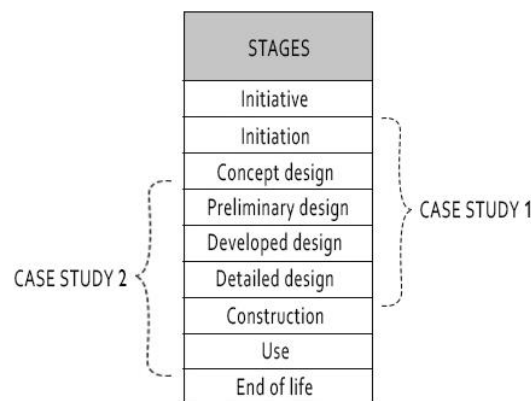 STAGES
Initiative
Initiation
Concept design
Preliminary design
Developed design
Detailed design
Construction
Use
End of life
CASE STUDY 1
CASE STUDY 2